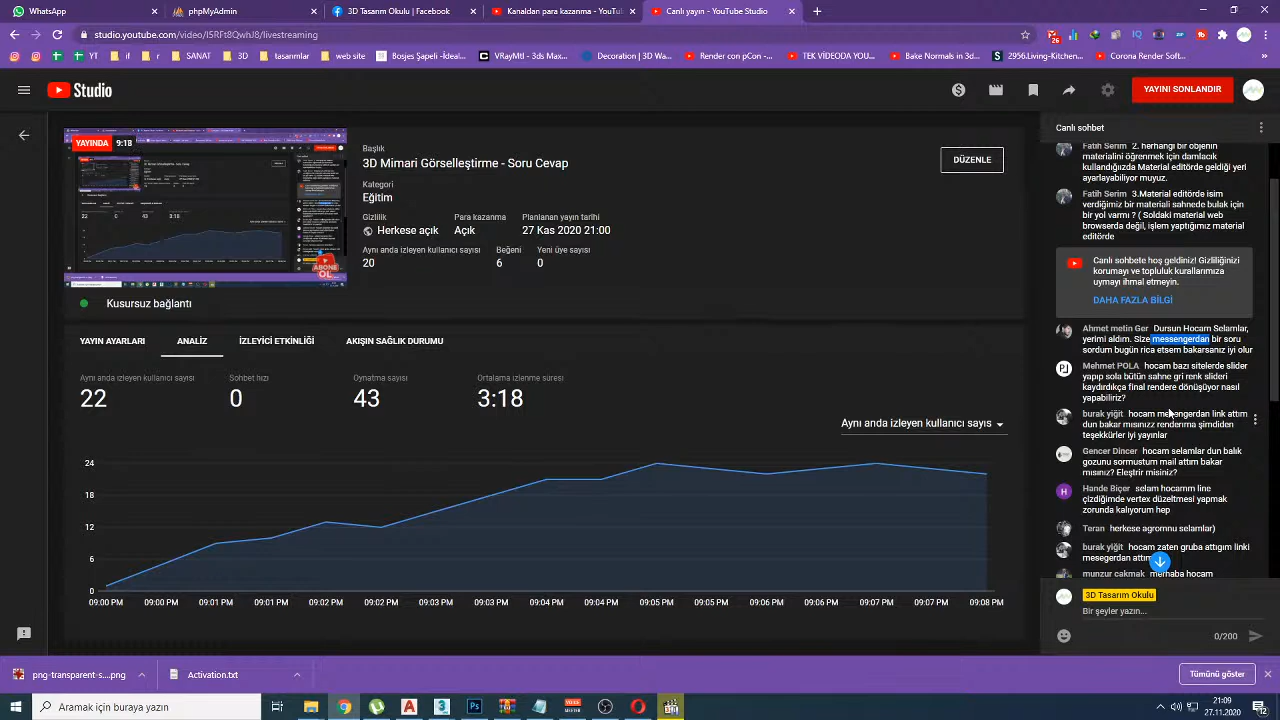 WhatsApp
phpMyAdmin
3D Tasarım Okulu | Facebook
Kanaldan para kazanma - YouTu
Canlı yayın - YouTube Studio
studio.youtube.com/video/I5RFt8QwhJ8/livestreaming
YT
if
r
SANAT
3D
tasarımlar
web site
VRayMtl - 3ds Max...
Decoration | 3D Wa...
Render con pCon -...
TEK VİDEODA YOU...
Bake Normals in 3d...
2956.Living-Kitchen...
Corona Render Soft...
Studio
YAYINI SONLANDIR
YAYINDA 9:13
Başlık
3D Mimari Görselleştirme - Soru Cevap
DÜZENLE
Kategori
Eğitim
Gizlilik
Para kazanma
Planlanan yayın tarihi
Herkese açık
Açık
27 Kas 2020 21:00
Aynı anda izleyen kullanıcı sayısı
Beğeni
Yeni üye sayısı
20
6
0
ABONE
OL
Kusursuz bağlantı
YAYIN AYARLARI
ANALİZ
İZLEYİCİ ETKİNLİĞİ
AKIŞIN SAĞLIK DURUMU
Aynı anda izleyen kullanıcı sayısı
Sohbet hızı
Oynatma sayısı
Ortalama izlenme süresi
22
0
43
3:18
Aynı anda izleyen kullanıcı sayısı
24
18
12
6
0
09:00 PM 09:00 PM 09:01 PM 09:01 PM 09:02 PM 09:02 PM 09:03 PM 09:03 PM 09:04 PM 09:04 PM 09:05 PM 09:05 PM 09:06 PM 09:06 PM 09:07 PM 09:07 PM 09:08 PM
Canlı sohbet
Fatih Serim 2. herhangi bir objenin
materialini öğrenmek için damlacık
kullandığıızda Material editörde geldiği yeri
ayarlayabiliyor mayuz.
Fatih Serim 3.Material editörde isim
verdiğimiz bir materiali sahnede bulak için
bir yol varmı ? ( Soldaki material web
browserda değil, işlem yaptığımız material
editörde
Canlı sohbete hoş geldiniz! Gizliliğinizi
korumayı ve topluluk kurallarımıza
uymayı ihmal etmeyin.
DAHA FAZLA BİLGİ
Ahmet metin Ger Dursun Hocam Selamlar,
yerimi aldım. Size messengerdan bir soru
sordum bugün rica etsem bakarsanız iyi olur
Mehmet POLA hocam bazı sitelerde slider
yapıp sola bütün sahne gri renk slideri
kaydırdıkça final rendere dönüşüyor nasıl
yapabiliriz?
burak yiğit hocam mesengerdan link attım
dun bakar mısınızz renderıma şimdiden
teşekkürler iyi yayınlar
Gencer Dincer hocam selamlar dun balık
gozunu sormustum mail attım bakar
mısınız? Eleştrir misiniz?
Hande Biçer selam hocamm line
çizdiğimde vertex düzeltmesi yapmak
zorunda kalıyorum hep
Teran herkese agromnu selamlar)
burak yiğit hocam zaten gruba attıgım linki
mesegerdan attım
munzur cakmak merhaba hocam
3D Tasarım Okulu
Bir şeyler yazın...
0/200
png-transparent-s....png
Activation.txt
Tümünü göster
Aramak için buraya yazın
21:09
27.11.2020